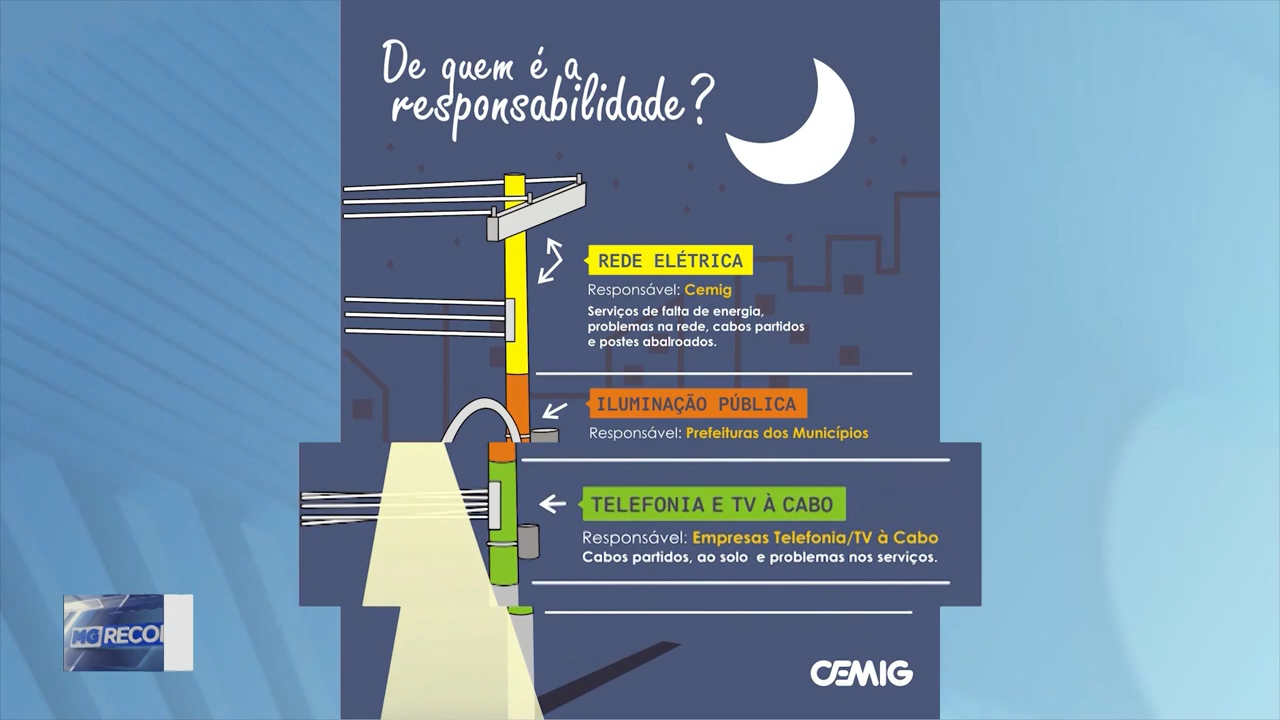 De quem é a
responsabilidade?
REDE ELÉTRICA
Responsável: Cemig
Serviços de falta de energia,
problemas na rede, cabos partidos
e postes abalroados.
ILUMINAÇÃO PÚBLICA
Responsável: Prefeituras dos Municípios
TELEFONIA E TV À CABO
Responsável: Empresas Telefonia/TV à Cabo
Cabos partidos, ao solo e problemas nos serviços.
MG RECO
CEMIG